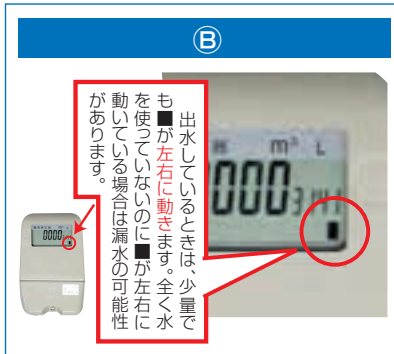 Ⓑ
出水しているときは、少量で
も■が左右に動きます。全く水
を使っていないのに■が左右に
動いている場合は漏水の可能性
があります。
m³ L
0000